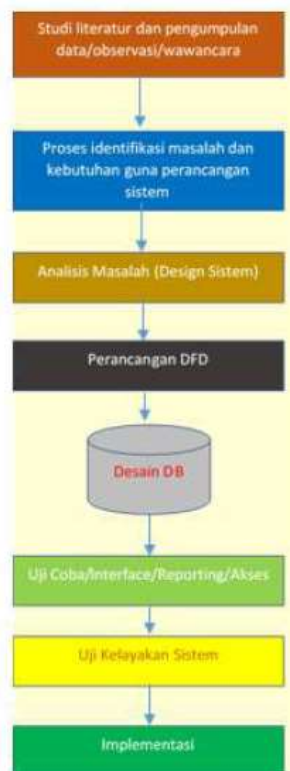 Studi literatur dan pengumpulan
data/observasi/wawancara
Proses identifikasi masalah dan
kebutuhan guna perancangan
sistem
Analisis Masalah (Design Sistem)
Perancangan DFD
Desain DB
Uji Coba/Interface/Reporting/Akses
Uji Kelayakan Sistem
Implementasi